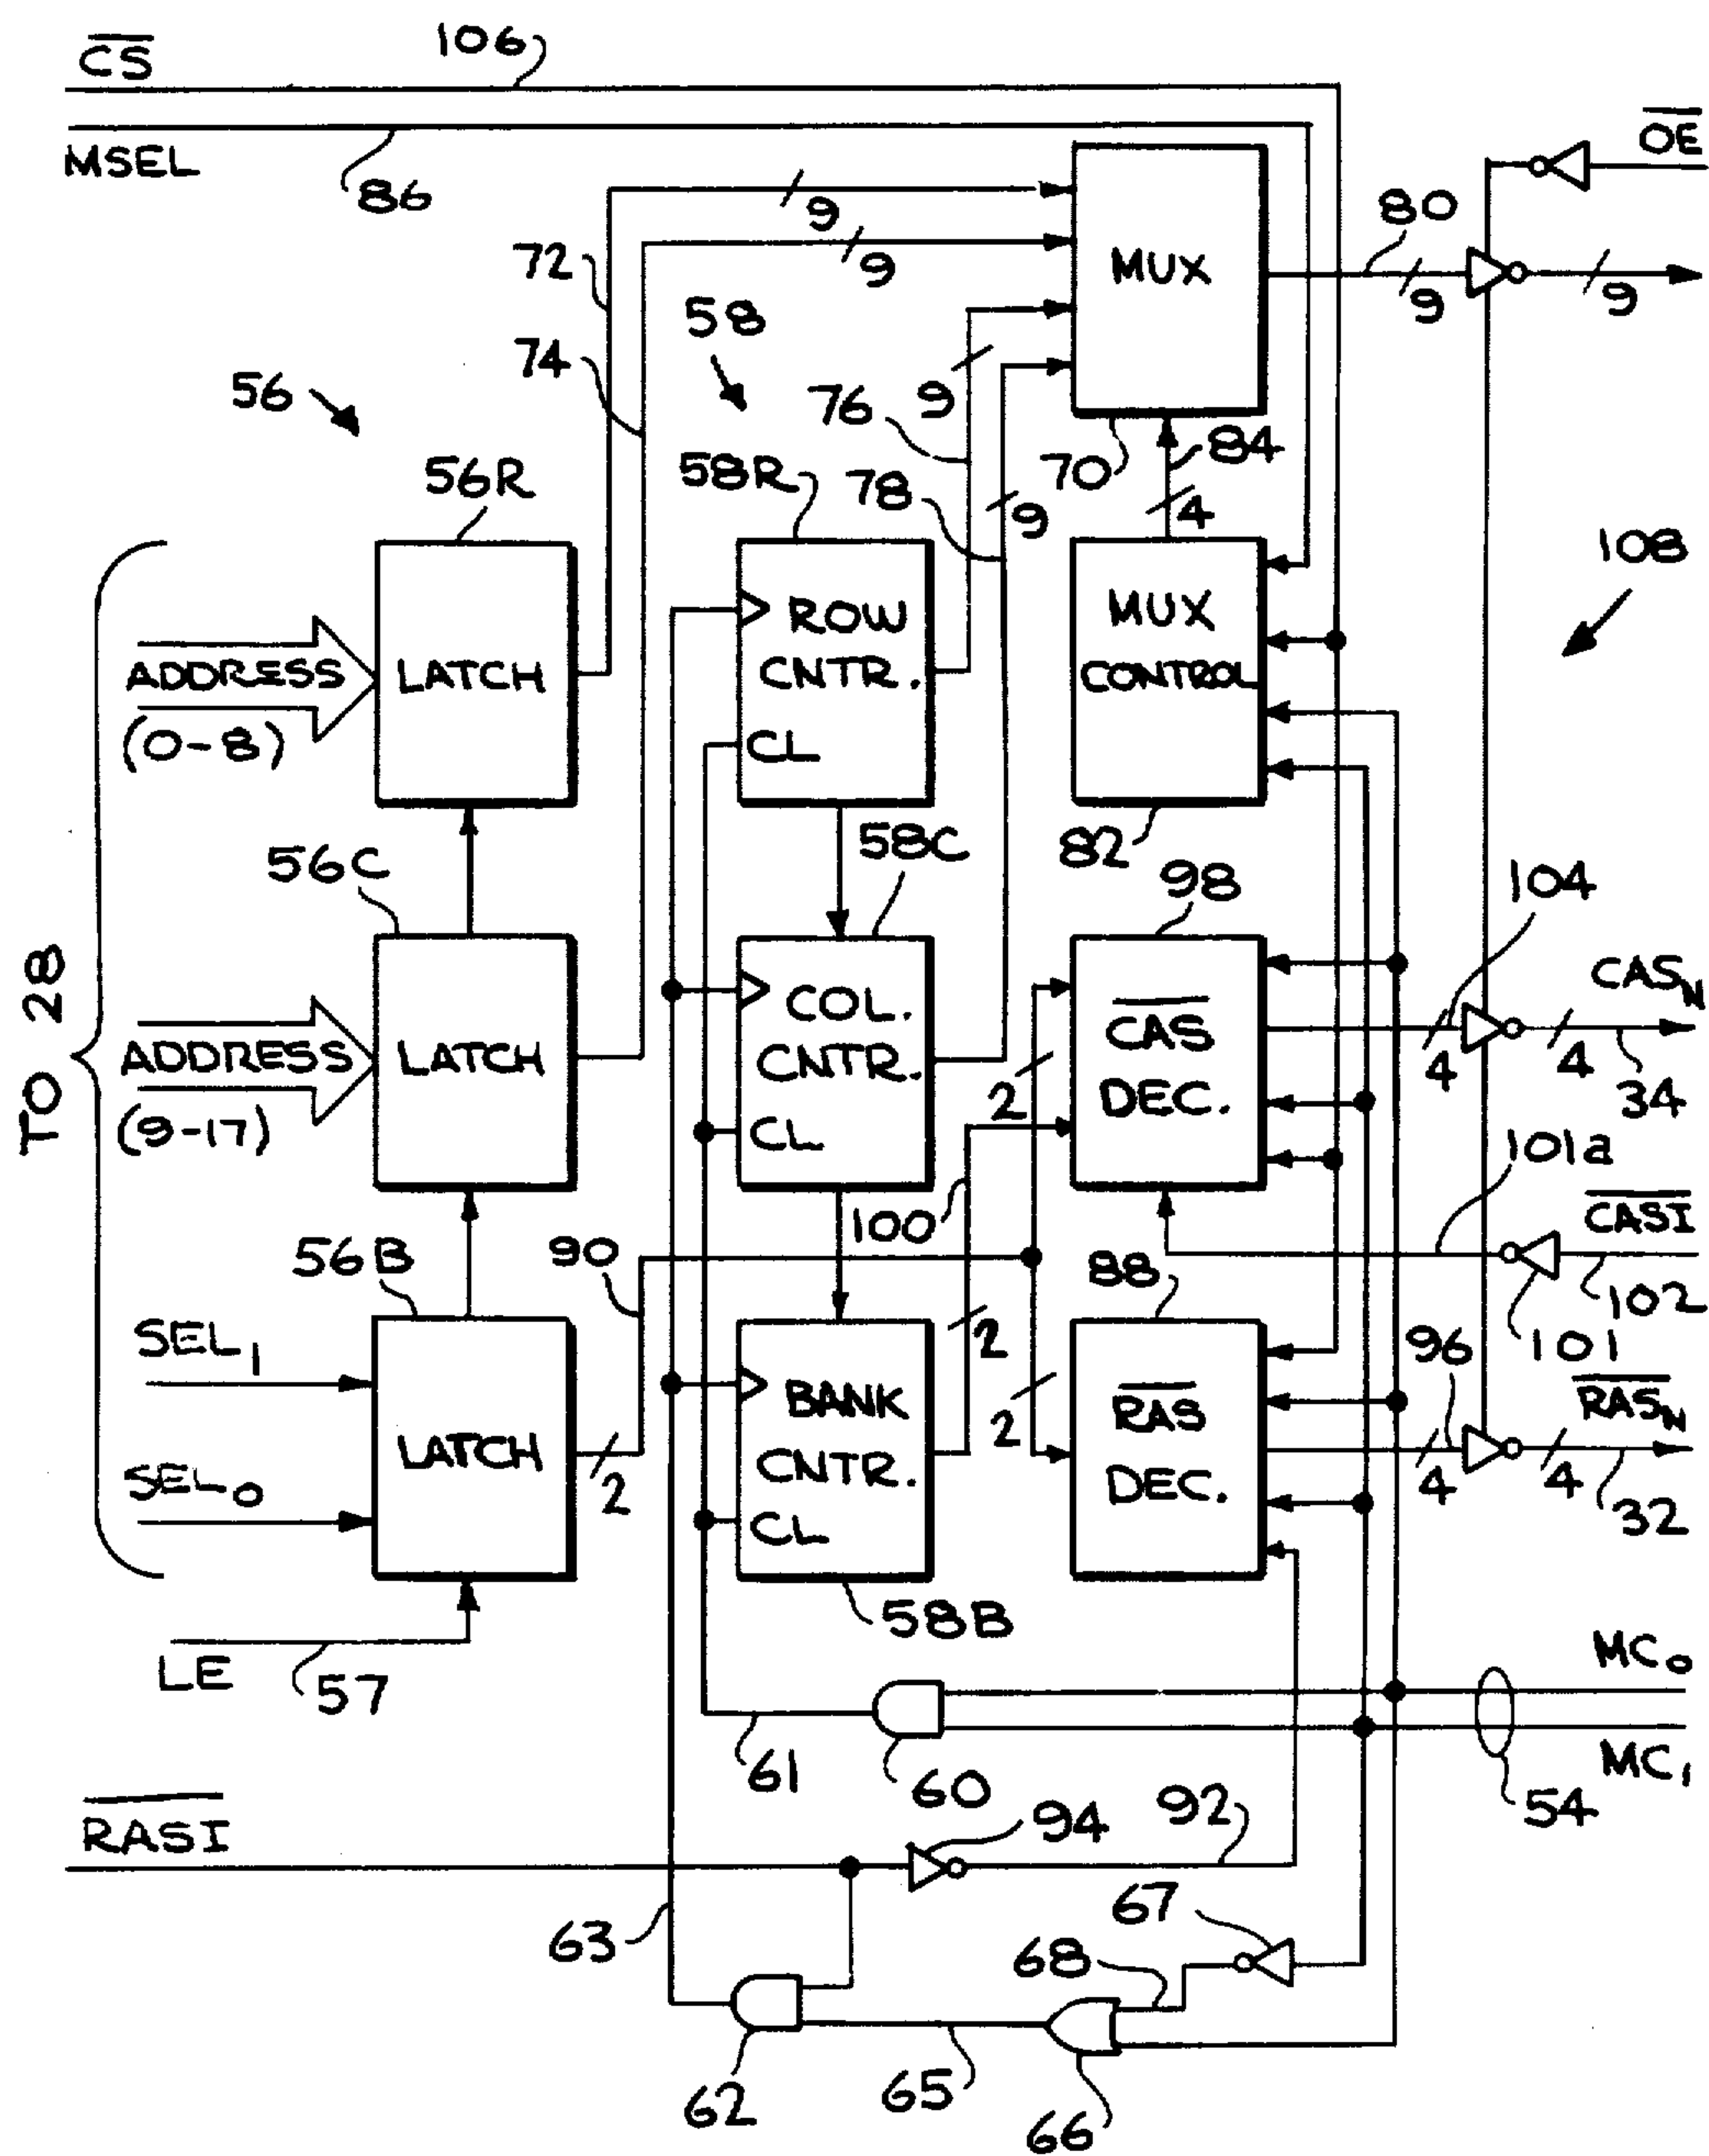 CS
106
MSEL
86
OE
9
9
MUX
80
9
9
72
74
58
56
76
9
78
9
70
84
4
108
56R
58R
ADDRESS
(0-8)
LATCH
ROW
CNTR.
CL
MUX
CONTROL
82
56C
58C
98
104
TO 28
ADDRESS
(9-17)
LATCH
COL.
CNTR.
CL
2
CAS
DEC.
4
4
CASN
34
101a
100
CASI
102
101
56B
90
88
SEL1
SEL0
LATCH
2
BANK
CNTR.
CL
2
2
RAS
DEC.
96
4
4
RASN
32
58B
LE
57
MC0
MC1
54
61
60
RASI
94
92
63
67
68
62
65
66